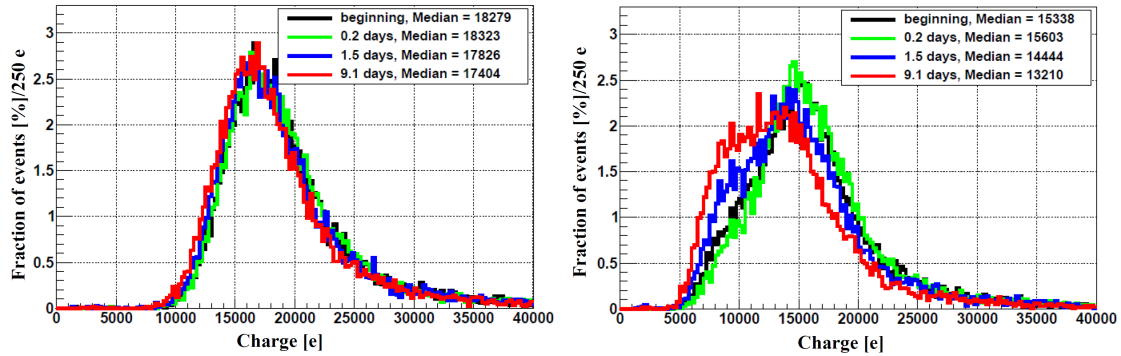 beginning, Median = 18279
0.2 days, Median = 18323
1.5 days, Median = 17826
9.1 days, Median = 17404
Fraction of events [%]/250 e
3
2.5
2
1.5
1
0.5
0
0 5000 10000 15000 20000 25000 30000 35000 40000
Charge [e]
beginning, Median = 15338
0.2 days, Median = 15603
1.5 days, Median = 14444
9.1 days, Median = 13210
Fraction of events [%]/250 e
3
2.5
2
1.5
1
0.5
0
0 5000 10000 15000 20000 25000 30000 35000 40000
Charge [e]